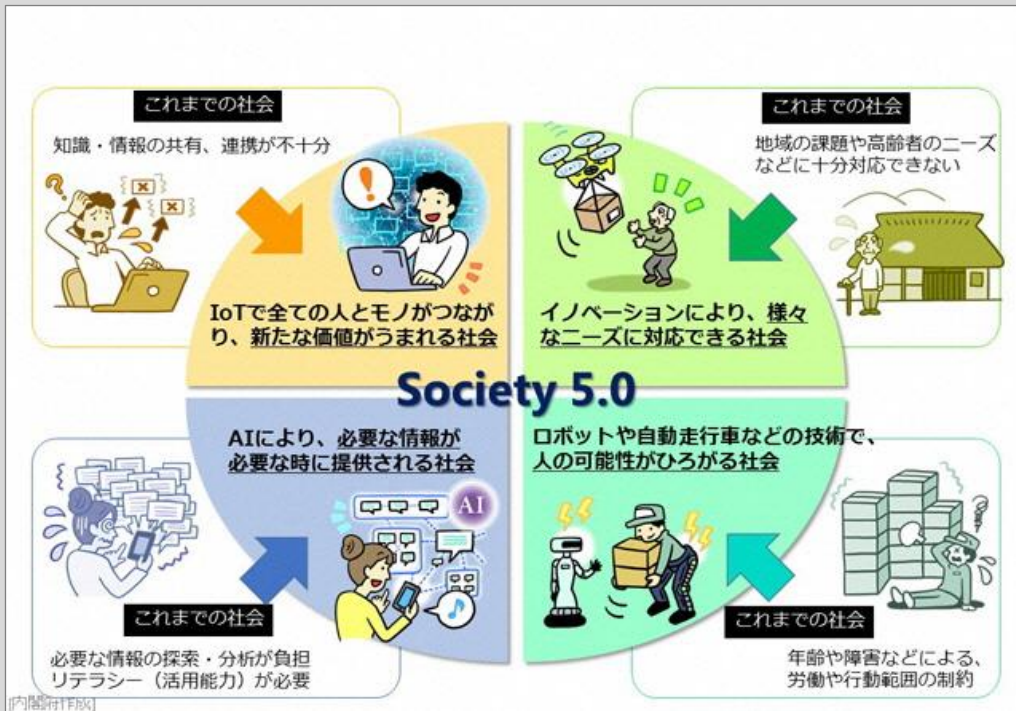 これまでの社会
知識・情報の共有、連携が不十分
IoTで全ての人とモノがつなが
り、新たな価値がうまれる社会
これまでの社会
地域の課題や高齢者のニーズ
などに十分対応できない
イノベーションにより、様々
なニーズに対応できる社会
Society 5.0
AIにより、必要な情報が
必要な時に提供される社会
AI
これまでの社会
必要な情報の探索・分析が負担
リテラシー（活用能力）が必要
ロボットや自動走行車などの技術で、
人の可能性がひろがる社会
これまでの社会
年齢や障害などによる、
労働や行動範囲の制約
[内閣府作成]